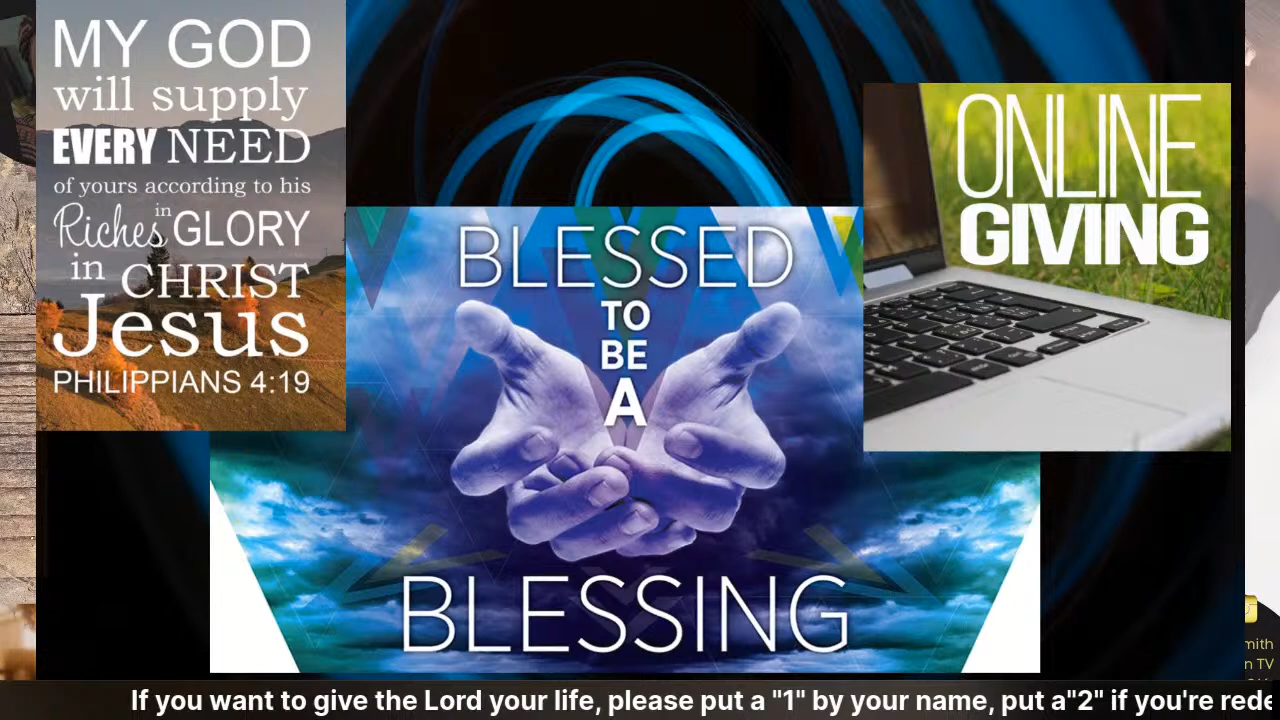 MY GOD
will supply
EVERY NEED
of yours according to his
Riches in GLORY
in CHRIST
Jesus
PHILIPPIANS 4:19
BLESSED
TO
BE
A
BLESSING
ONLINE
GIVING
mith
n TV
If you want to give the Lord your life, please put a "1" by your name, put a"2" if you're rede